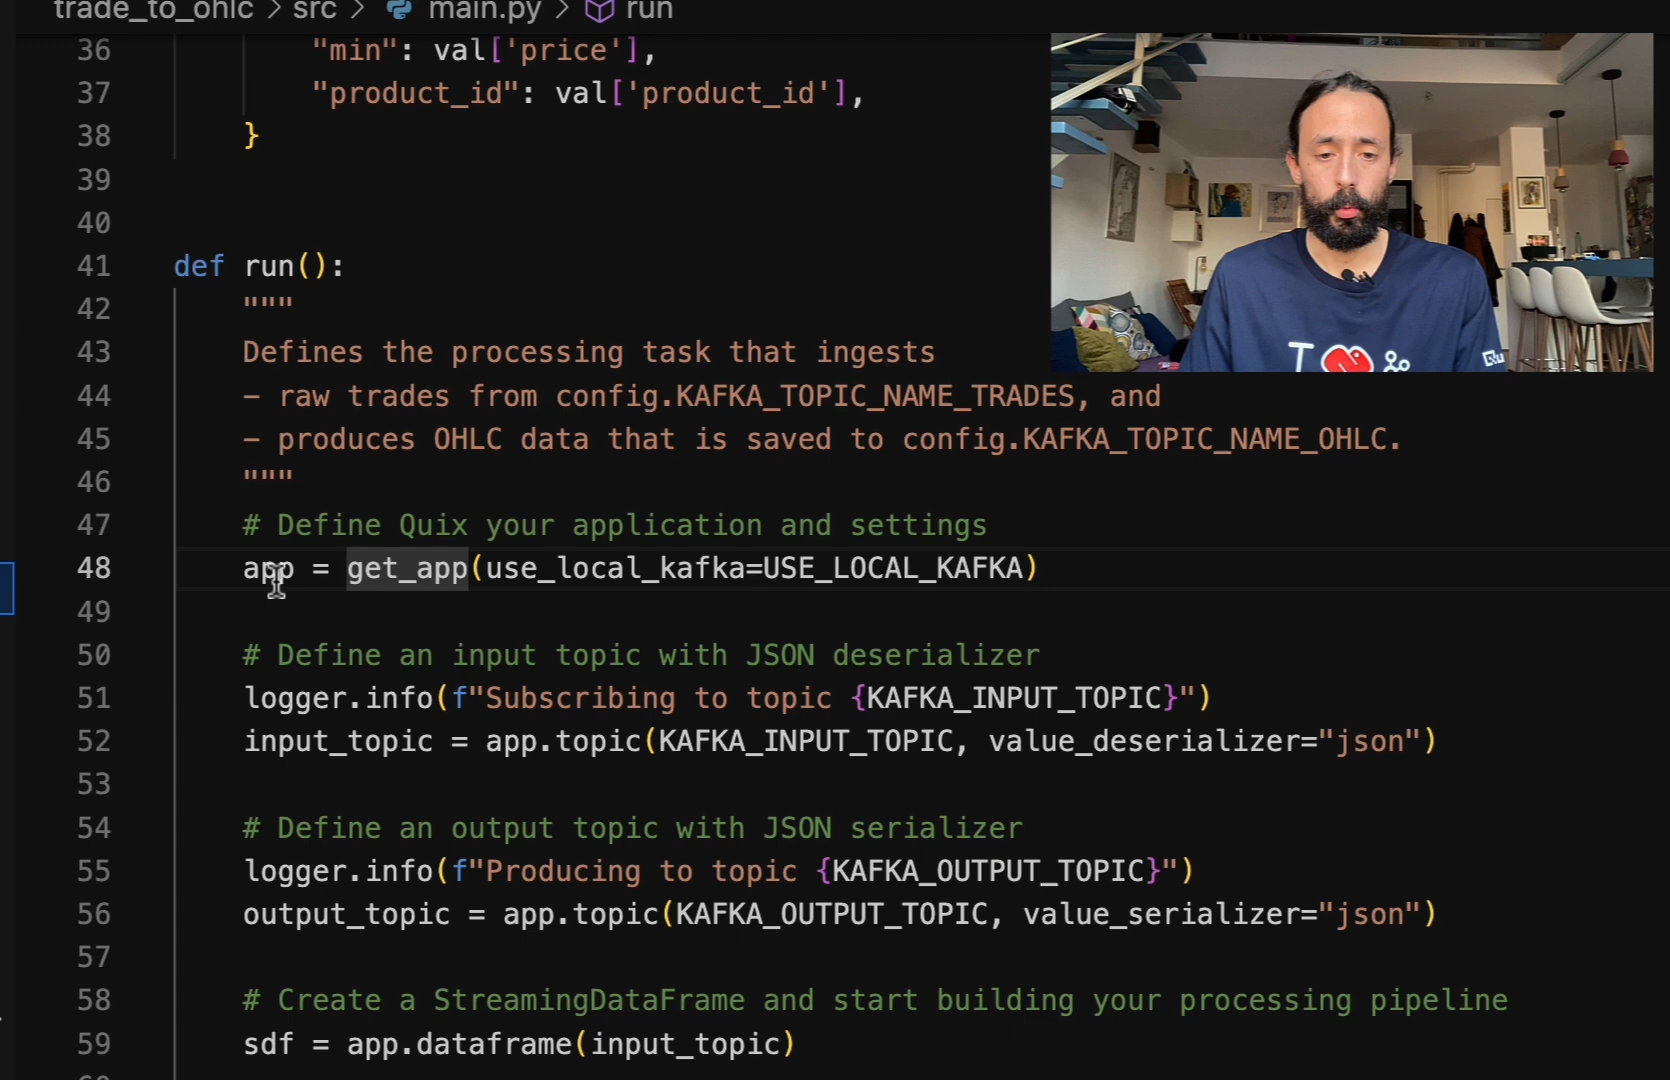 trade_to_ohlc > src > main.py > run
36 "min": val['price'],
37 "product_id": val['product_id'],
38 }
39
40
41 def run():
42 """
43 Defines the processing task that ingests
44 – raw trades from config.KAFKA_TOPIC_NAME_TRADES, and
45 – produces OHLC data that is saved to config.KAFKA_TOPIC_NAME_OHLC.
46 """
47 # Define Quix your application and settings
48 app = get_app(use_local_kafka=USE_LOCAL_KAFKA)
49
50 # Define an input topic with JSON deserializer
51 logger.info(f"Subscribing to topic {KAFKA_INPUT_TOPIC}")
52 input_topic = app.topic(KAFKA_INPUT_TOPIC, value_deserializer="json")
53
54 # Define an output topic with JSON serializer
55 logger.info(f"Producing to topic {KAFKA_OUTPUT_TOPIC}")
56 output_topic = app.topic(KAFKA_OUTPUT_TOPIC, value_serializer="json")
57
58 # Create a StreamingDataFrame and start building your processing pipeline
59 sdf = app.dataframe(input_topic)
I